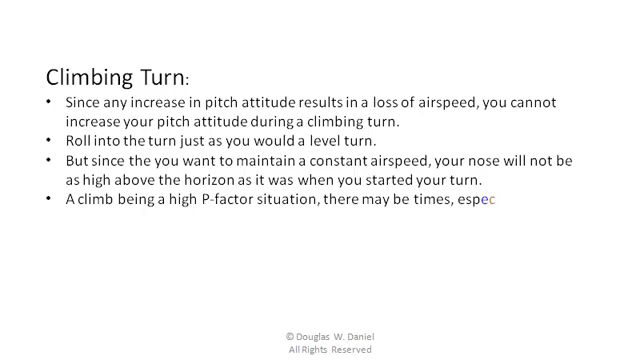 Climbing Turn:
• Since any increase in pitch attitude results in a loss of airspeed, you cannot
increase your pitch attitude during a climbing turn.
• Roll into the turn just as you would a level turn.
• But since the you want to maintain a constant airspeed, your nose will not be
as high above the horizon as it was when you started your turn.
• A climb being a high P-factor situation, there may be times, espec
© Douglas W. Daniel
All Rights Reserved